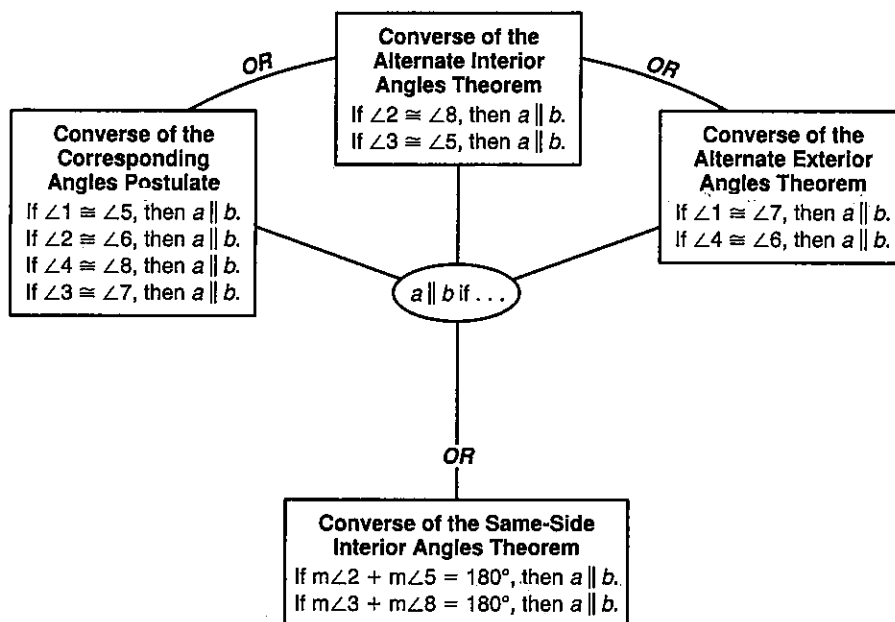 OR
Converse of the
Alternate Interior
Angles Theorem
If ∠2 ≅ ∠8, then a ∥ b.
If ∠3 ≅ ∠5, then a ∥ b.
OR
Converse of the
Corresponding
Angles Postulate
If ∠1 ≅ ∠5, then a ∥ b.
If ∠2 ≅ ∠6, then a ∥ b.
If ∠4 ≅ ∠8, then a ∥ b.
If ∠3 ≅ ∠7, then a ∥ b.
Converse of the
Alternate Exterior
Angles Theorem
If ∠1 ≅ ∠7, then a ∥ b.
If ∠4 ≅ ∠6, then a ∥ b.
a ∥ b if . . .
OR
Converse of the Same-Side
Interior Angles Theorem
If m∠2 + m∠5 = 180°, then a ∥ b.
If m∠3 + m∠8 = 180°, then a ∥ b.